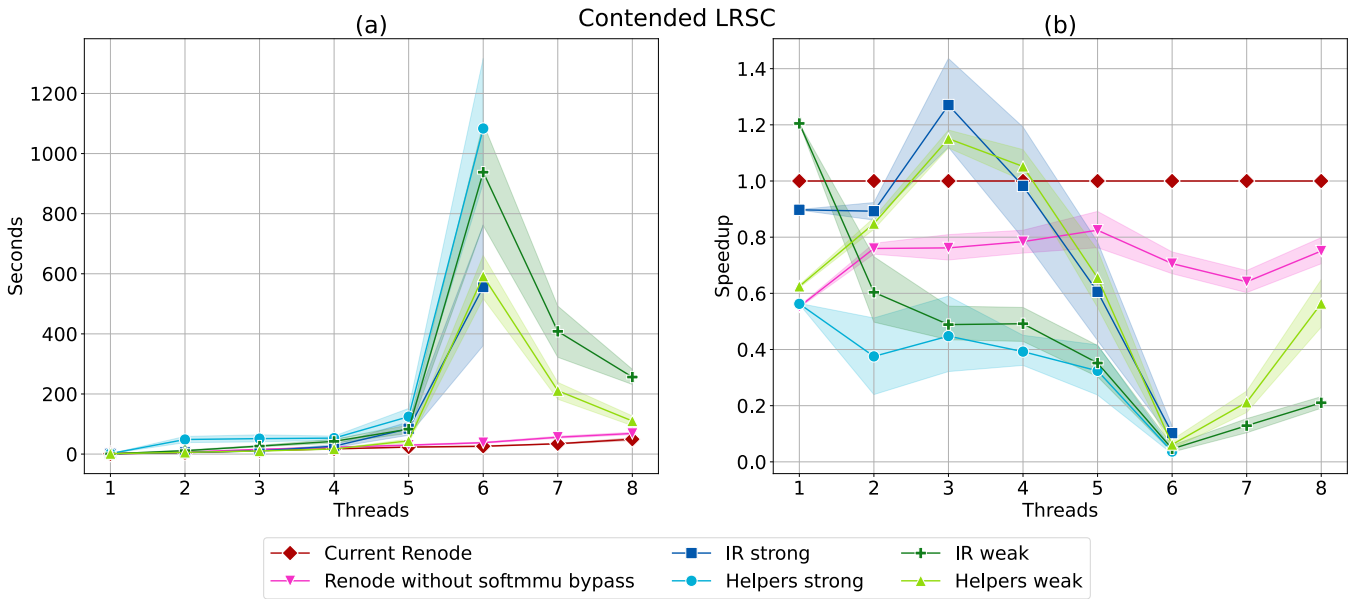 Contended LRSC
(a)
Seconds
1200
1000
800
600
400
200
0
1 2 3 4 5 6 7 8
Threads
(b)
Speedup
1.4
1.2
1.0
0.8
0.6
0.4
0.2
0.0
1 2 3 4 5 6 7 8
Threads
Current Renode
Renode without softmmu bypass
IR strong
Helpers strong
IR weak
Helpers weak